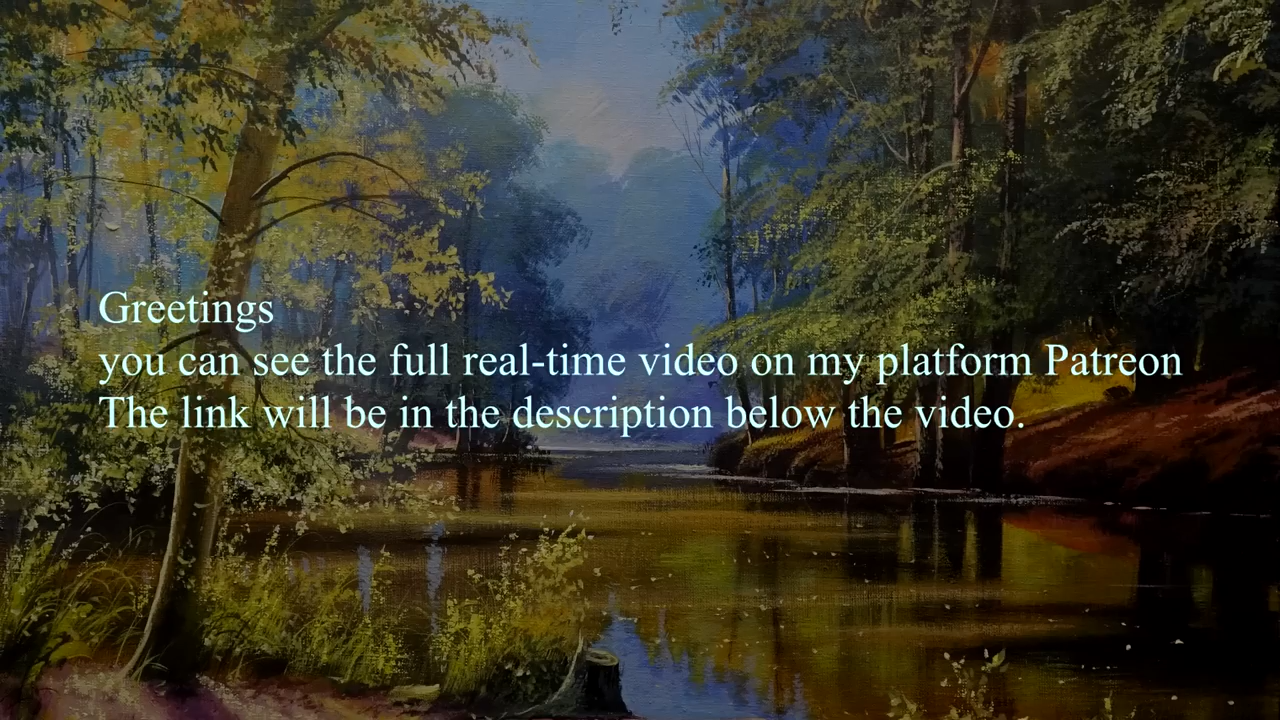 Greetings
you can see the full real-time video on my platform Patreon
The link will be in the description below the video.